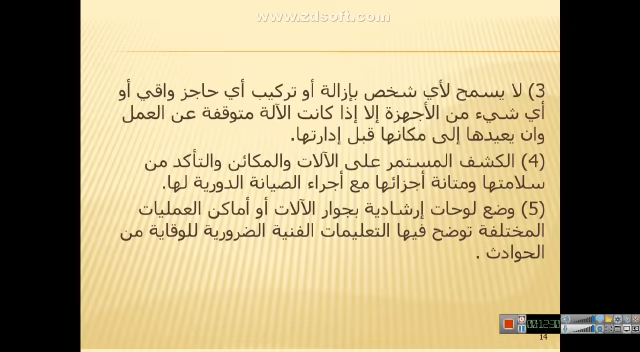 www.zdsoft.com
3) لا يسمح لأي شخص بإزالة أو تركيب أي حاجز واقي أو
أي شيء من الأجهزة إلا إذا كانت الآلة متوقفة عن العمل
وان يعيدها إلى مكانها قبل إدارتها.
(4) الكشف المستمر على الآلات والمكائن والتأكد من
سلامتها ومتانة أجزائها مع أجراء الصيانة الدورية لها.
(5) وضع لوحات إرشادية بجوار الآلات أو أماكن العمليات
المختلفة توضح فيها التعليمات الفنية الضرورية للوقاية من
الحوادث .
14